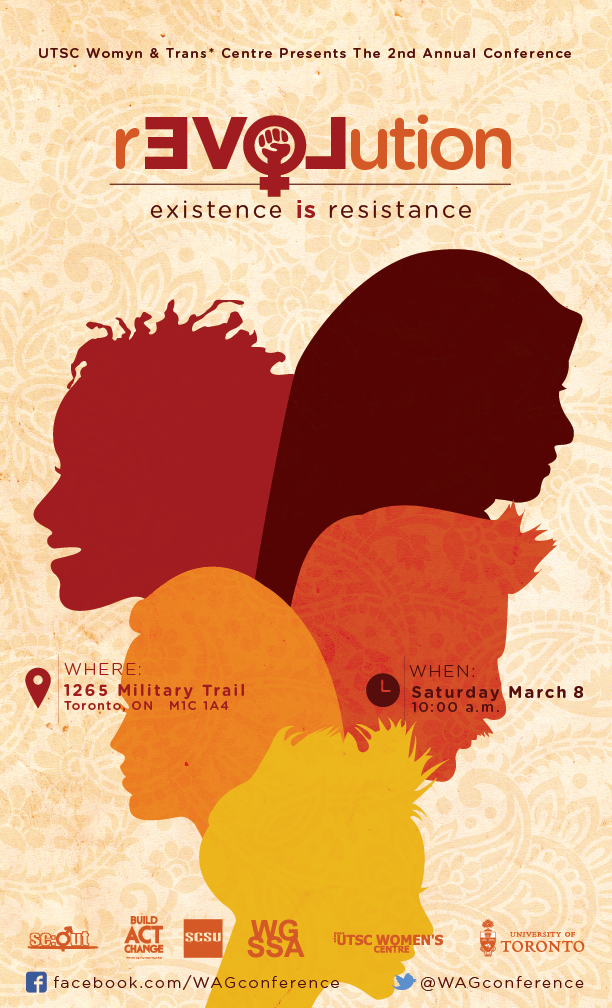 UTSC Womyn & Trans* Centre Presents The 2nd Annual Conference
rEVOLution
existence is resistance
WHERE:
1265 Military Trail
Toronto, ON M1C 1A4
WHEN:
Saturday March 8
10:00 a.m.
se:out
BUILD
ACT
CHANGE
SCSU
WG
SSA
UTSC WOMEN'S
CENTRE
UNIVERSITY OF
TORONTO
facebook.com/WAGconference
@WAGconference